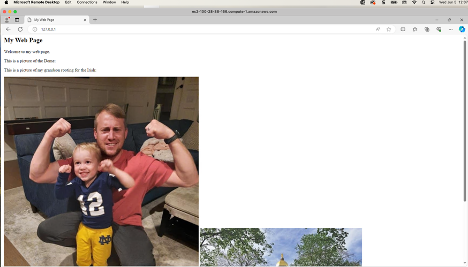 Microsoft Remote Desktop Edit Connections Window Help
My Web Page
My Web Page
Welcome to my web page.
This is a picture of the Dome:
This is a picture of my grandson rooting for the Irish:
12